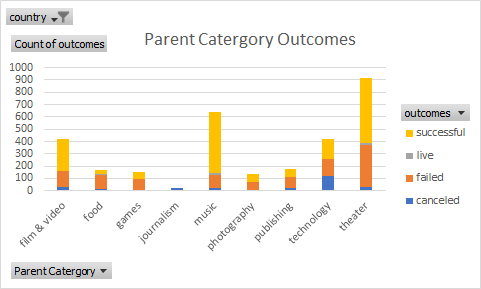 country
Count of outcomes
Parent Catergory Outcomes
1000
900
800
700
600
500
400
300
200
100
0
film & video
food
games
journalism
music
photography
publishing
technology
theater
outcomes
successful
live
failed
canceled
Parent Catergory